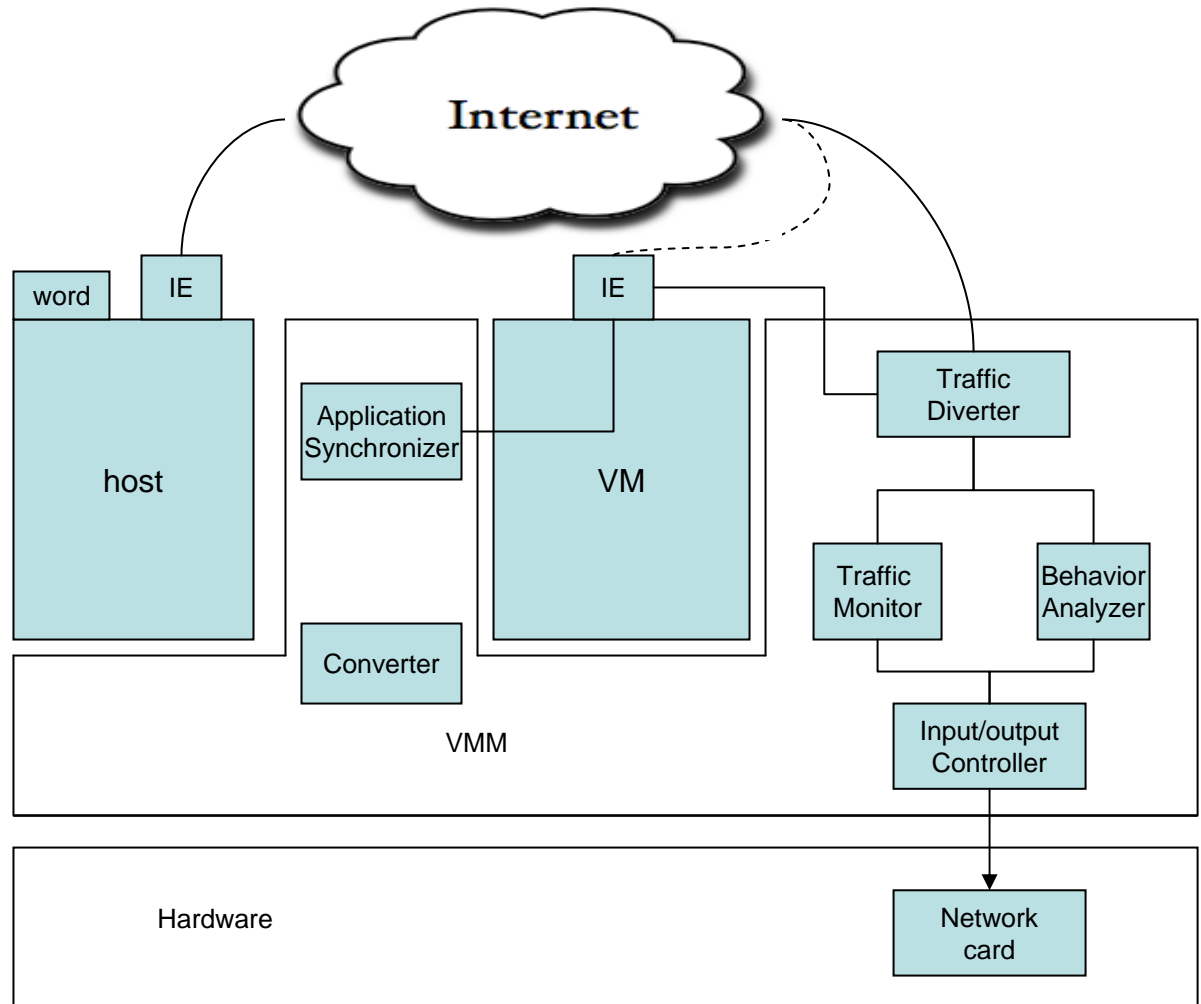 Internet
word
IE
IE
Application
Synchronizer
Traffic
Diverter
host
VM
Traffic
Monitor
Behavior
Analyzer
Converter
VMM
Input/output
Controller
Hardware
Network
card